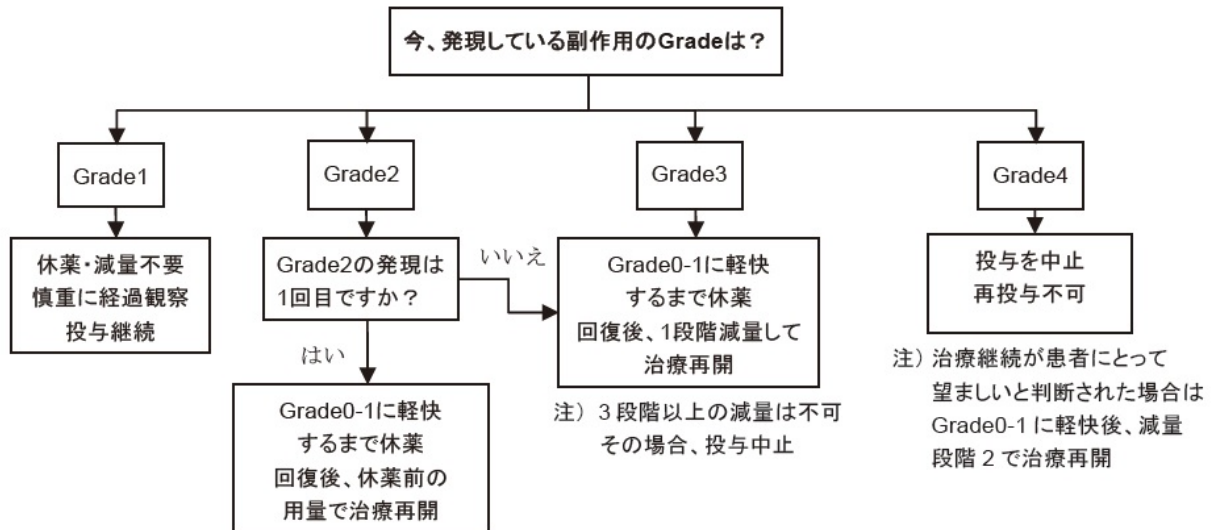 今、発現している副作用のGradeは？
Grade1
Grade2
Grade3
Grade4
休薬・減量不要
慎重に経過観察
投与継続
Grade2の発現は
1回目ですか？
いいえ
はい
Grade0-1に軽快
するまで休薬
回復後、休薬前の
用量で治療再開
Grade0-1に軽快
するまで休薬
回復後、1段階減量して
治療再開
注） 3 段階以上の減量は不可
その場合、投与中止
投与を中止
再投与不可
注） 治療継続が患者にとって
望ましいと判断された場合は
Grade0-1 に軽快後、減量
段階 2 で治療再開